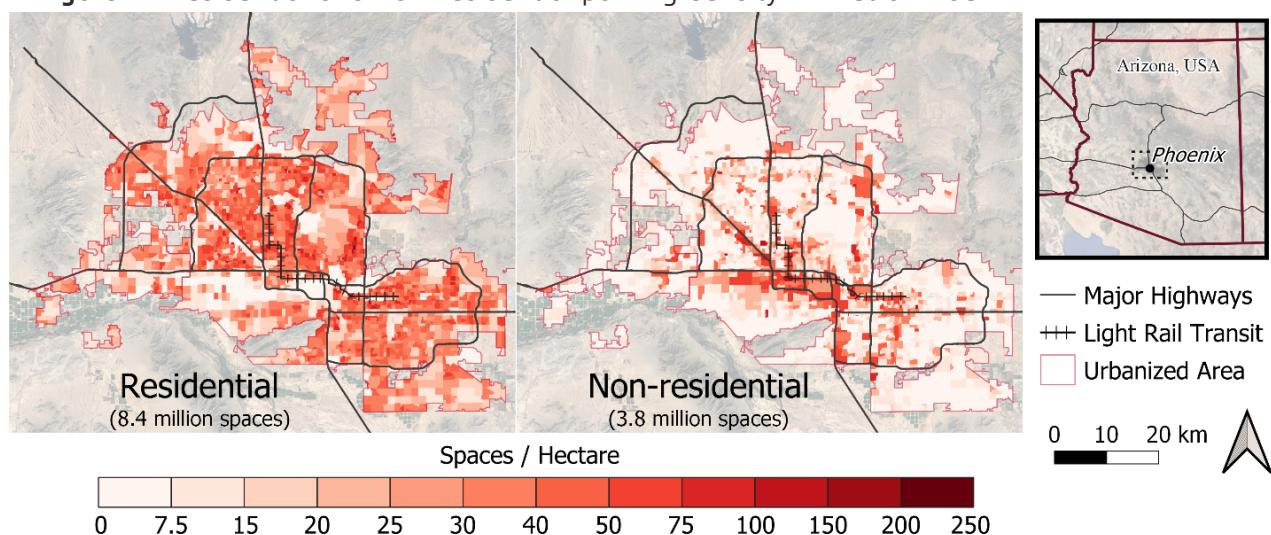 Arizona, USA
Phoenix
Major Highways
Light Rail Transit
Urbanized Area
0 10 20 km
Residential
(8.4 million spaces)
Non-residential
(3.8 million spaces)
Spaces / Hectare
0 7.5 15 20 25 30 40 50 75 100 150 200 250